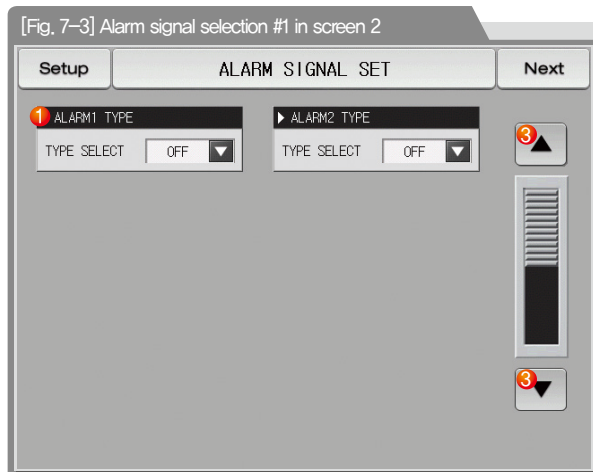 [Fig. 7-3] Alarm signal selection #1 in screen 2
Setup ALARM SIGNAL SET Next
1 ALARM1 TYPE ▶ ALARM2 TYPE 3 ▲
TYPE SELECT OFF ▼ TYPE SELECT OFF ▼
3 ▼